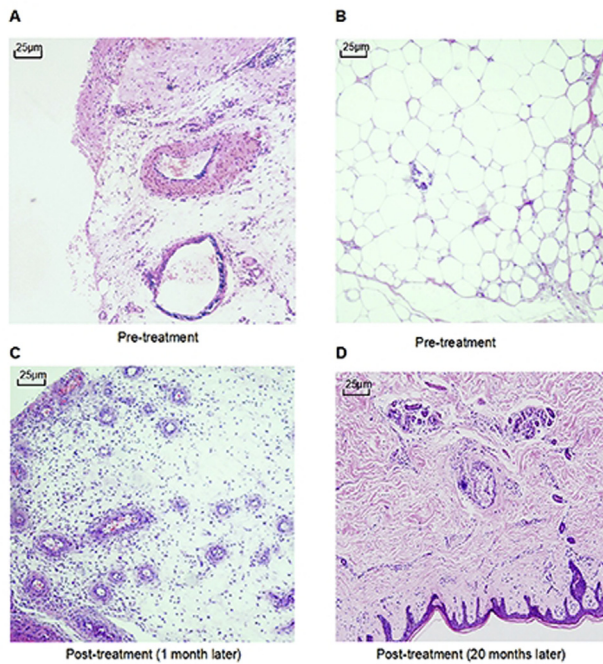 A
B
25μm
25μm
Pre-treatment
Pre-treatment
C
D
25μm
25μm
Post-treatment (1 month later)
Post-treatment (20 months later)